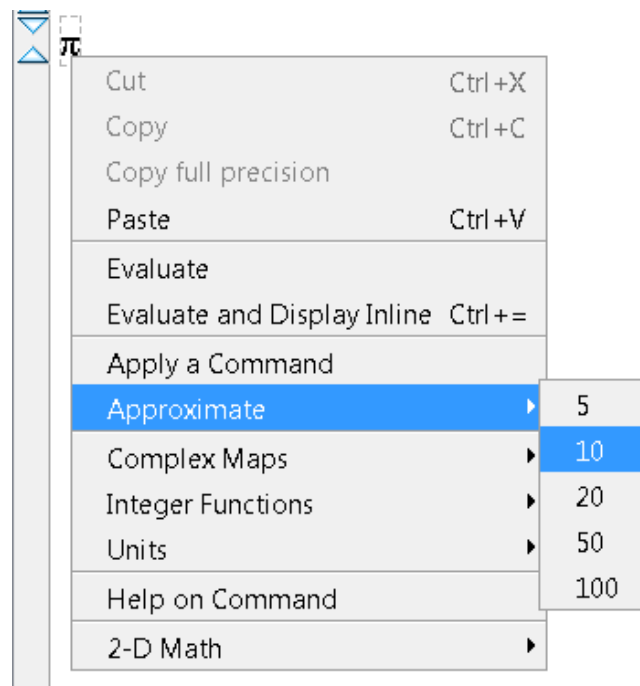 π
Cut Ctrl+X
Copy Ctrl+C
Copy full precision
Paste Ctrl+V
Evaluate
Evaluate and Display Inline Ctrl+=
Apply a Command
Approximate
5
10
20
50
100
Complex Maps
Integer Functions
Units
Help on Command
2-D Math